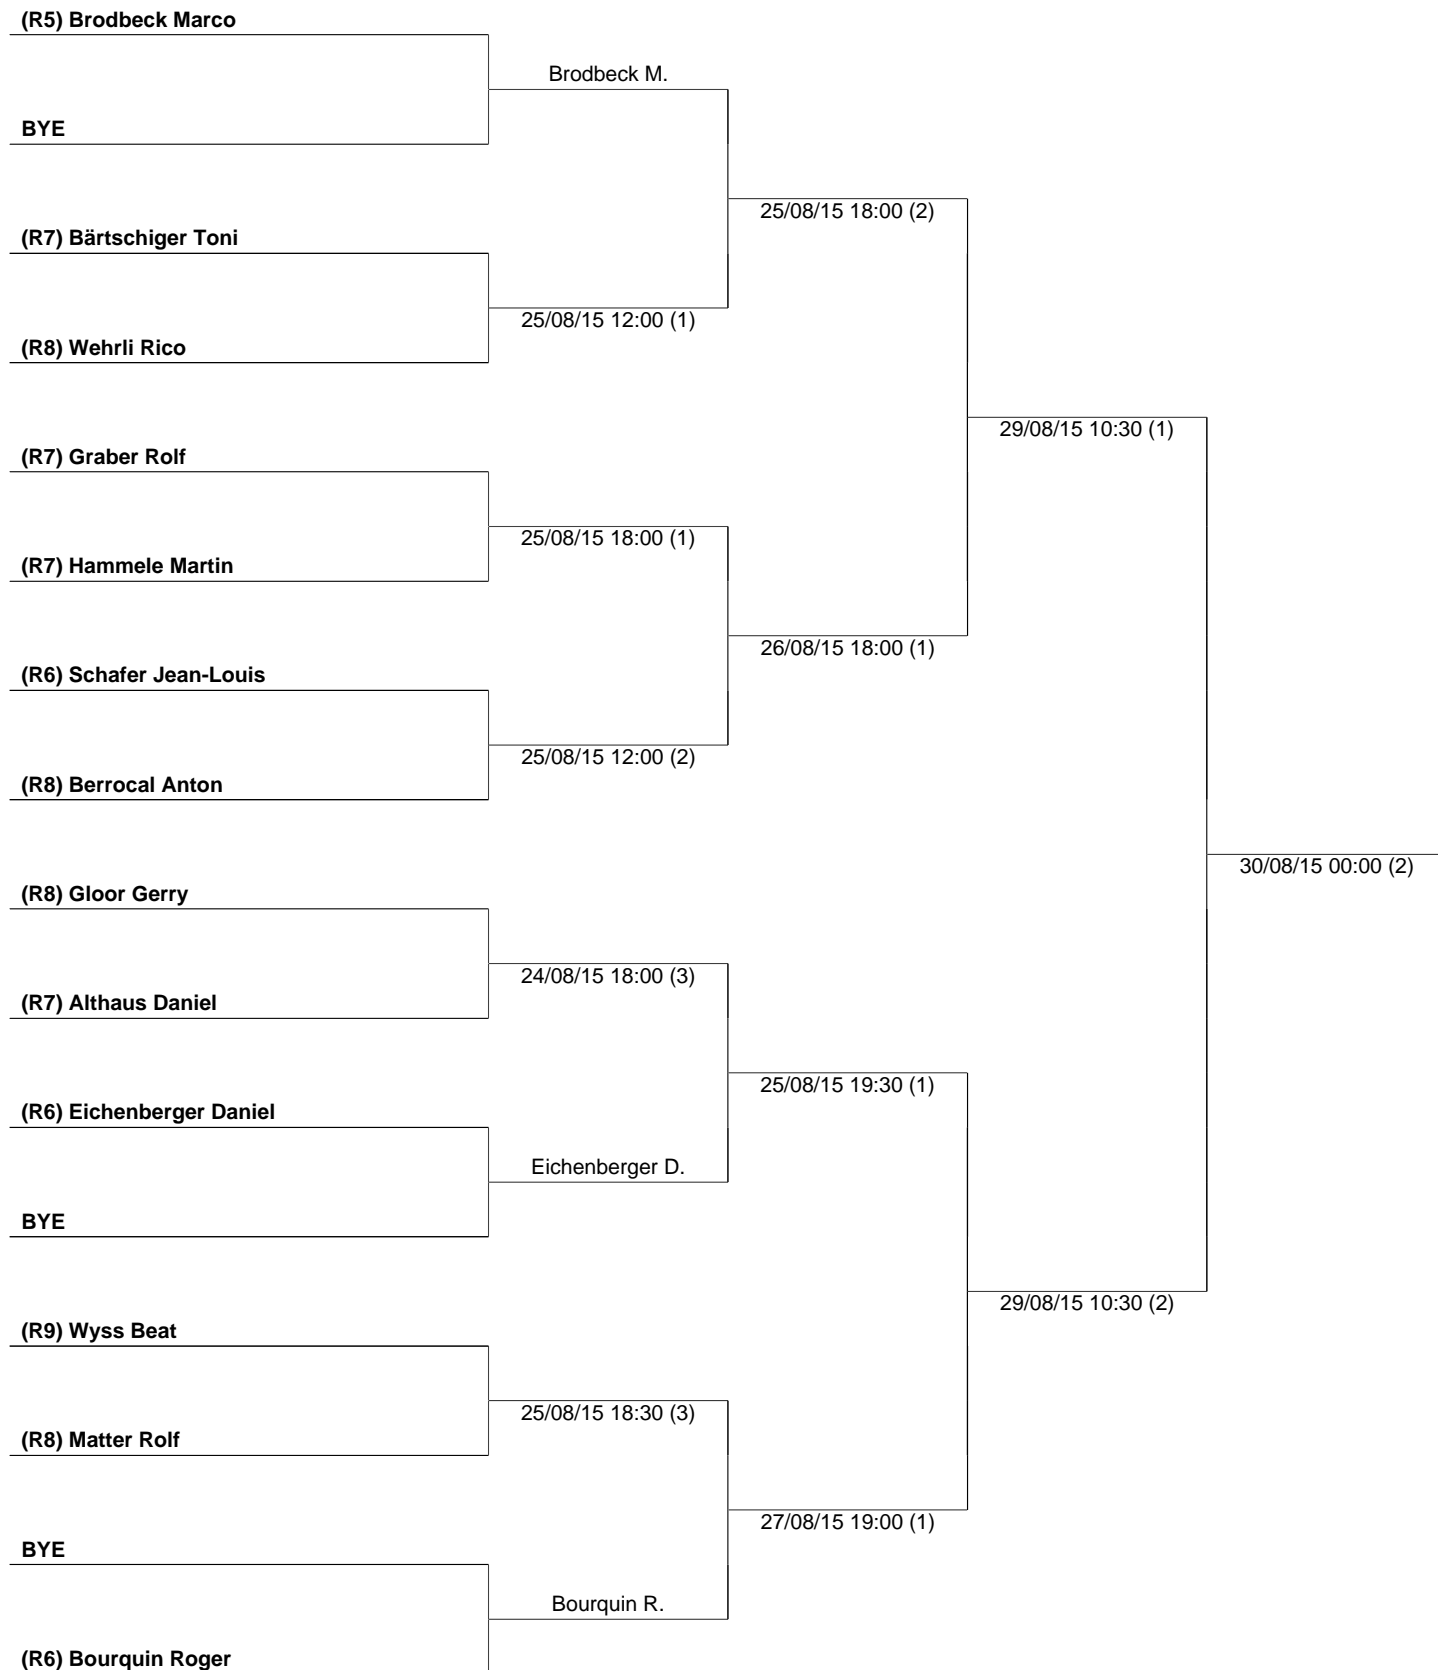 (R5) Brodbeck Marco
Brodbeck M.
BYE
25/08/15 18:00 (2)
(R7) Bärtschiger Toni
25/08/15 12:00 (1)
(R8) Wehrli Rico
29/08/15 10:30 (1)
(R7) Graber Rolf
25/08/15 18:00 (1)
(R7) Hammele Martin
26/08/15 18:00 (1)
(R6) Schafer Jean-Louis
25/08/15 12:00 (2)
(R8) Berrocal Anton
30/08/15 00:00 (2)
(R8) Gloor Gerry
24/08/15 18:00 (3)
(R7) Althaus Daniel
25/08/15 19:30 (1)
(R6) Eichenberger Daniel
Eichenberger D.
BYE
29/08/15 10:30 (2)
(R9) Wyss Beat
25/08/15 18:30 (3)
(R8) Matter Rolf
27/08/15 19:00 (1)
BYE
Bourquin R.
(R6) Bourquin Roger